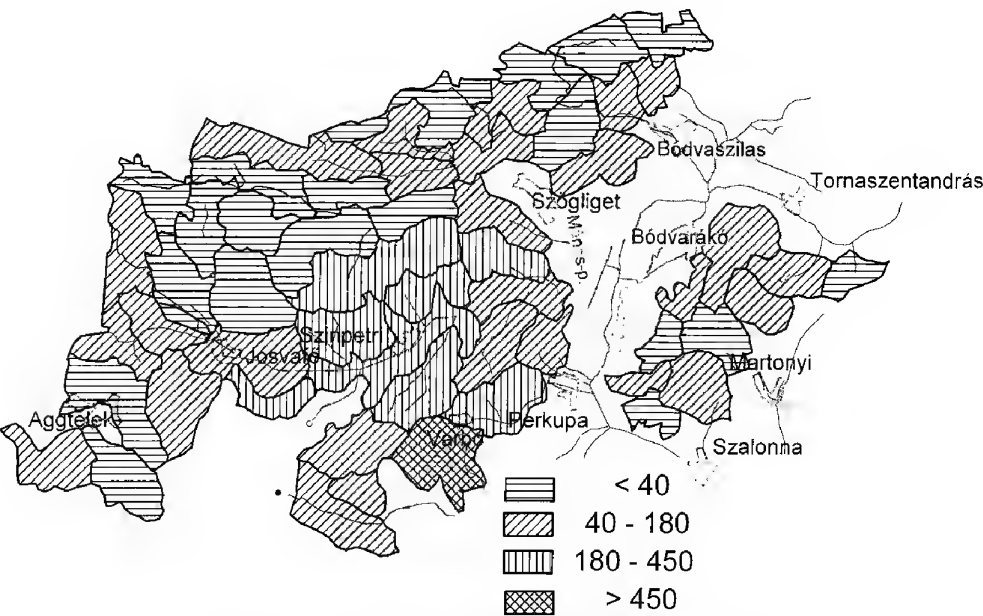 Bódvaszilas
Tornaszentandrás
Szögliget
M-n-s-p
Bódvarákó
Szinpetri
Jósvafő
Martonyi
Aggtelek
Perkupa
Varbó
Szalonna
< 40
40 - 180
180 - 450
> 450